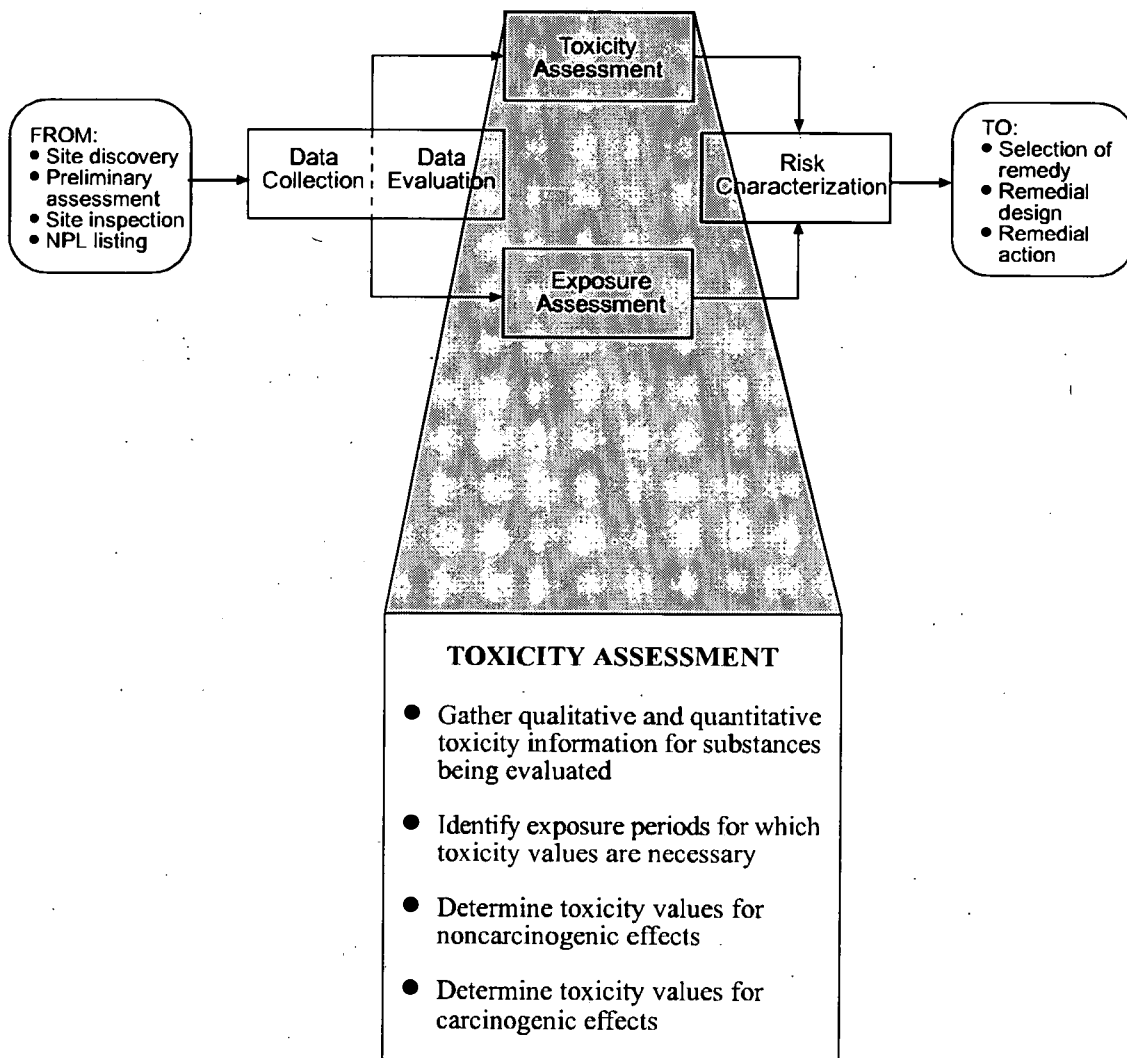 Toxicity
Assessment
FROM:
● Site discovery
● Preliminary
assessment
● Site inspection
● NPL listing
Data
Collection
Data
Evaluation
Risk
Characterization
TO:
● Selection of
remedy
● Remedial
design
● Remedial
action
Exposure
Assessment
TOXICITY ASSESSMENT
● Gather qualitative and quantitative
toxicity information for substances
being evaluated
● Identify exposure periods for which
toxicity values are necessary
● Determine toxicity values for
noncarcinogenic effects
● Determine toxicity values for
carcinogenic effects